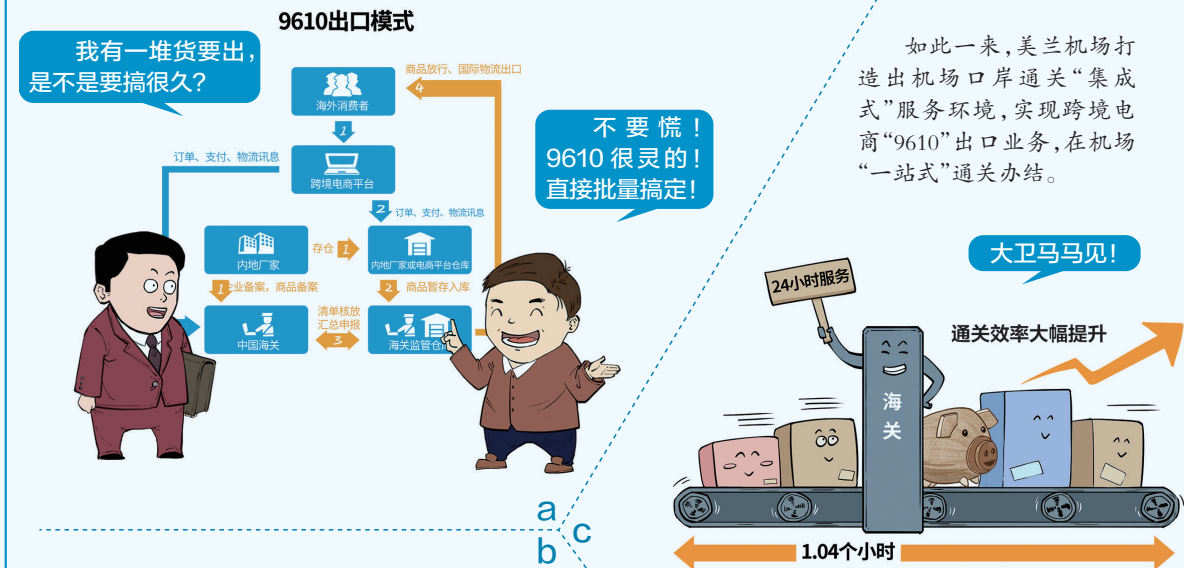 9610出口模式
我有一堆货要出，
是不是要搞很久？
商品放行、国际物流出口
4
海外消费者
1
订单、支付、物流讯息
跨境电商平台
2
订单、支付、物流讯息
不要慌！
9610 很灵的！
直接批量搞定！
内地厂家
存仓
1
内地厂家或电商平台仓库
1
企业备案，商品备案
2
商品暂存入库
中国海关
清单核放
汇总申报
3
海关监管仓
a
b
c
如此一来，美兰机场打
造出机场口岸通关“集成
式”服务环境，实现跨境电
商“9610”出口业务，在机场
“一站式”通关办结。
大卫马马见！
24小时服务
通关效率大幅提升
海
关
1.04个小时